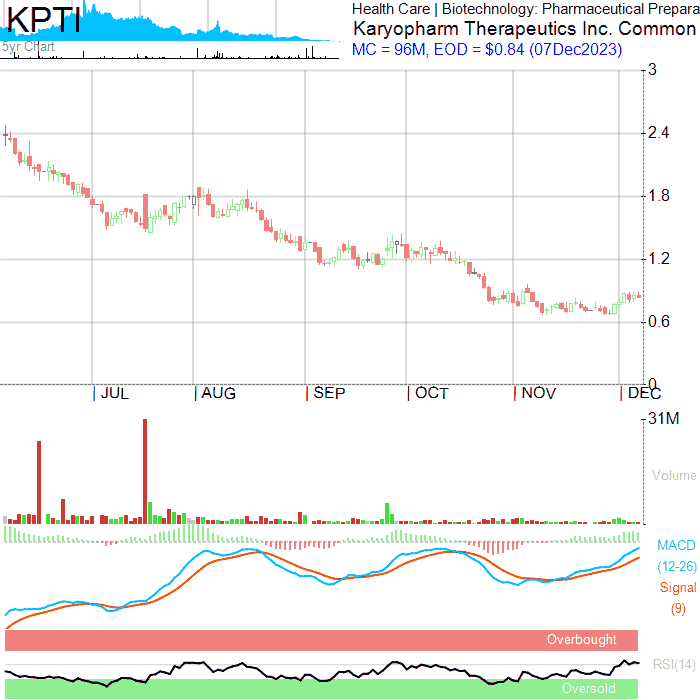 KPTI
5yr Chart
Health Care | Biotechnology: Pharmaceutical Prepara
Karyopharm Therapeutics Inc. Common
MC = 96M, EOD = $0.84 (07Dec2023)
3
2.4
1.8
1.2
0.6
0
JUL AUG SEP OCT NOV DEC
31M
Volume
MACD
(12-26)
Signal
(9)
Overbought
RSI(14)
Oversold